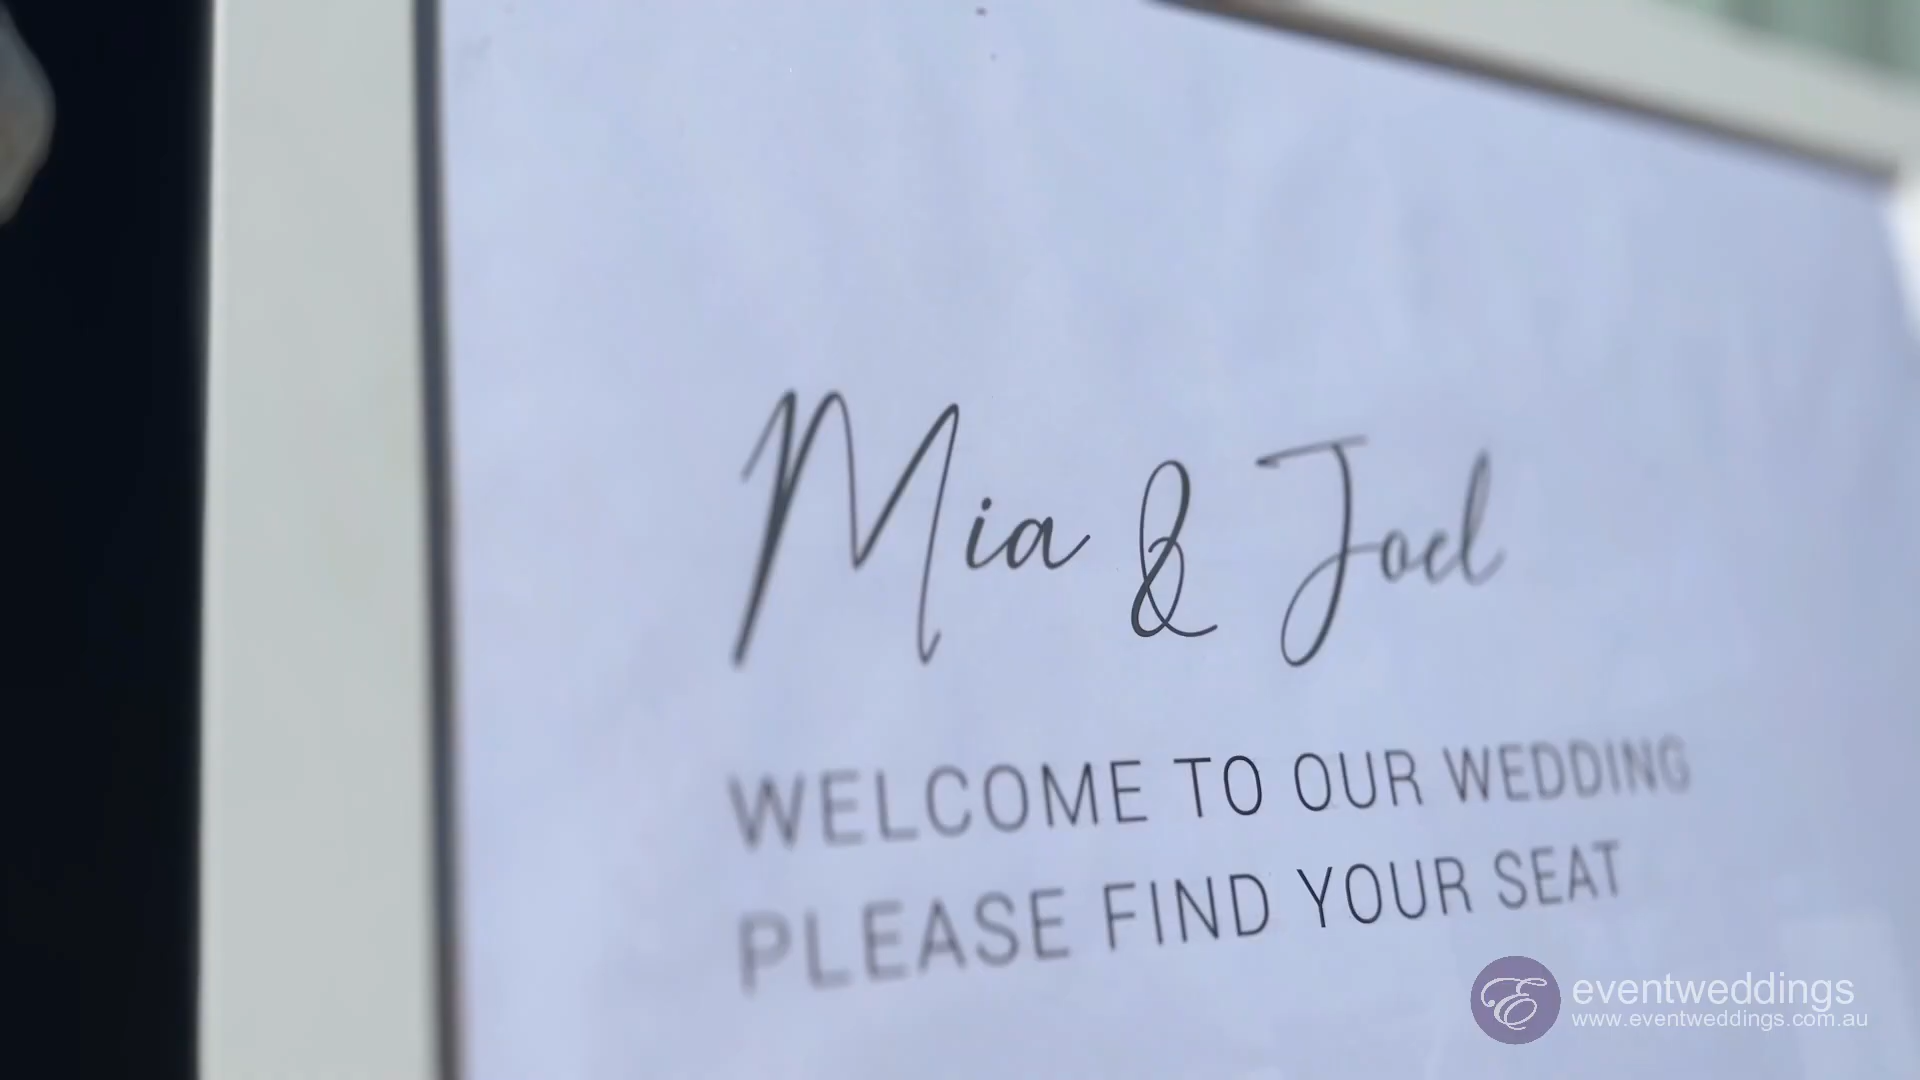 Mia & Joel
WELCOME TO OUR WEDDING
PLEASE FIND YOUR SEAT
eventweddings
www.eventweddings.com.au